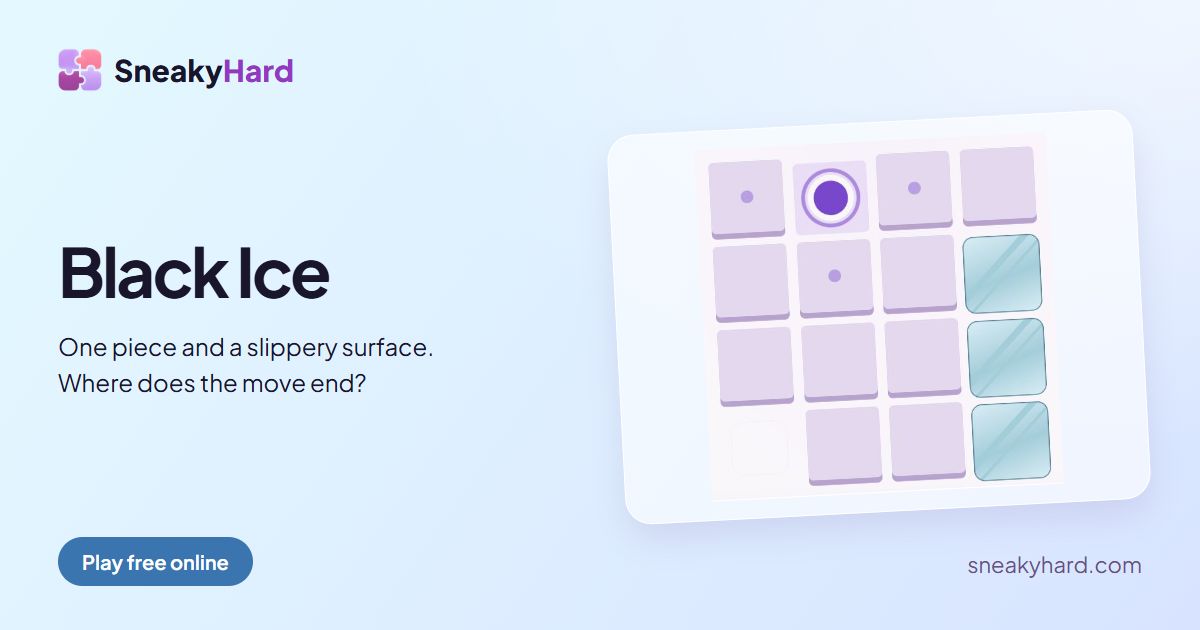 SneakyHard
Black Ice
One piece and a slippery surface.
Where does the move end?
Play free online
sneakyhard.com